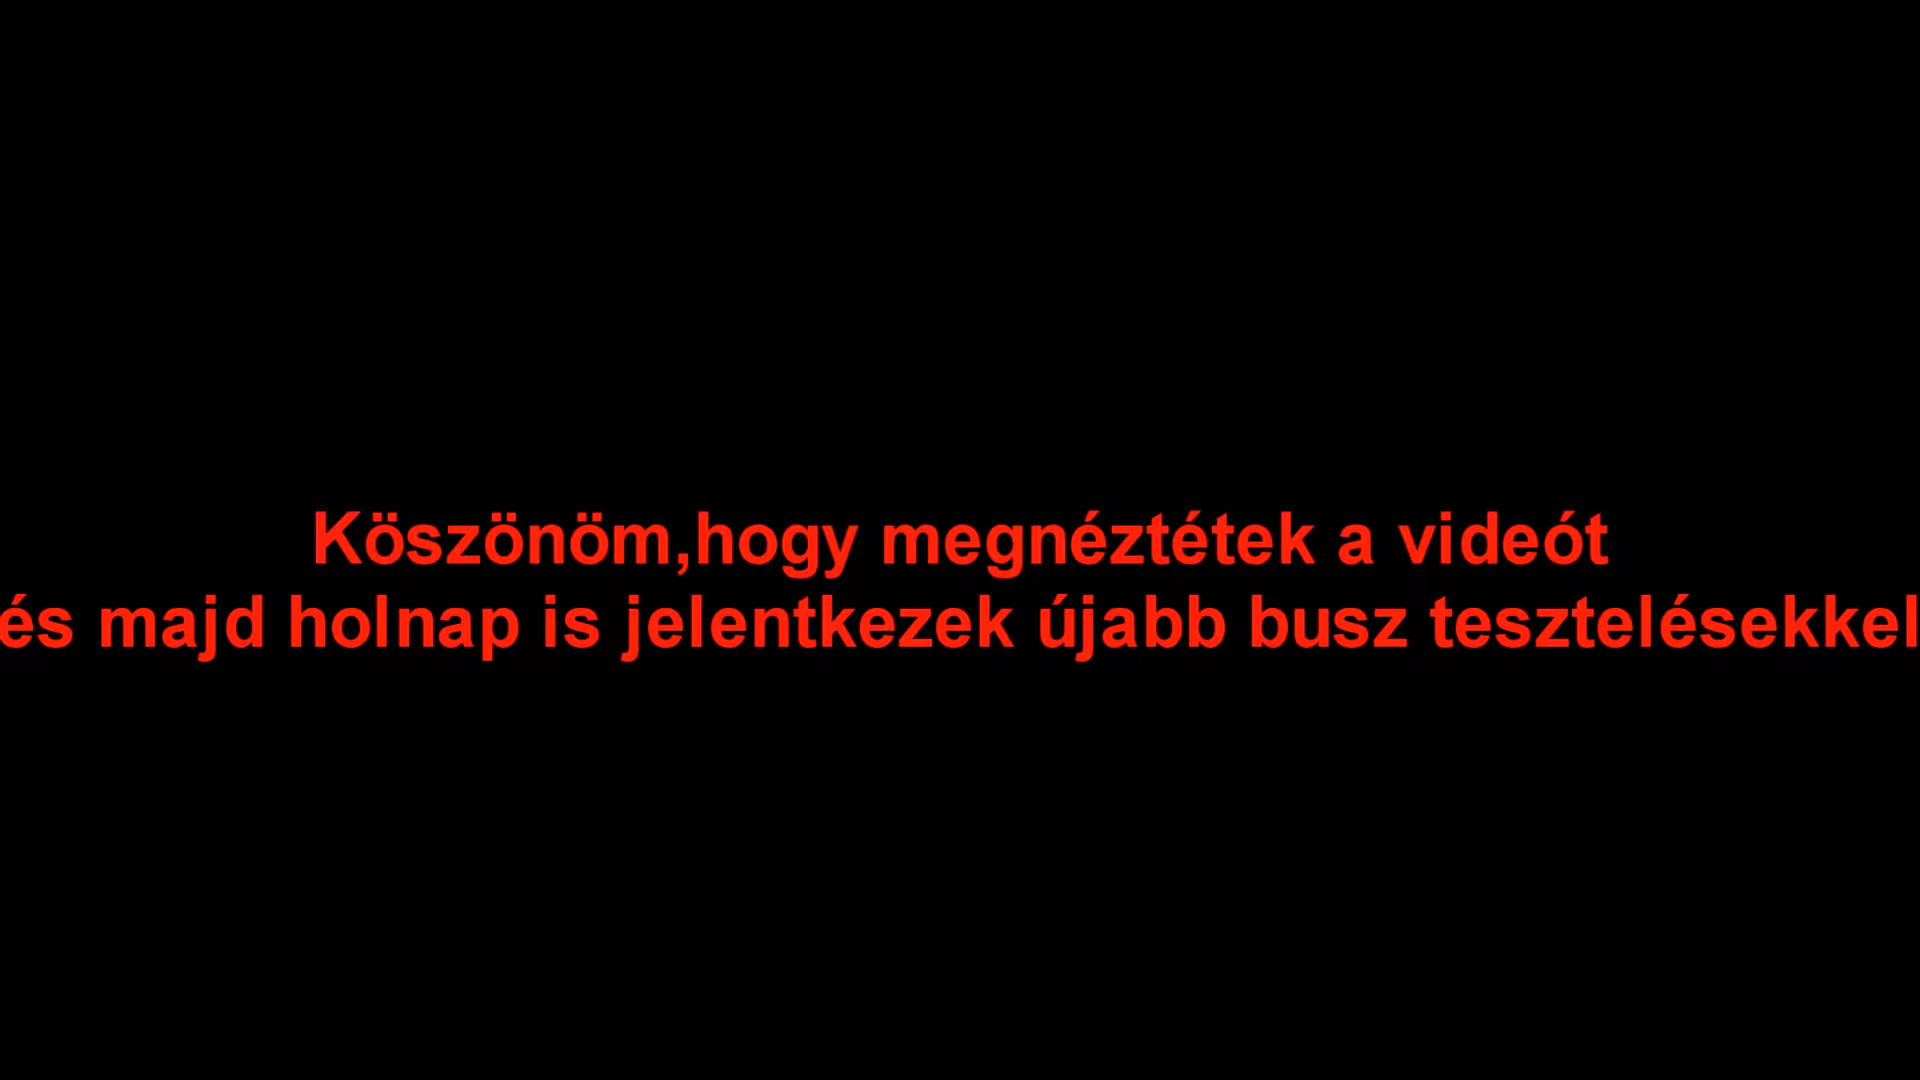 Köszönöm,hogy megnéztétek a videót
és majd holnap is jelentkezek újabb busz tesztelésekkel